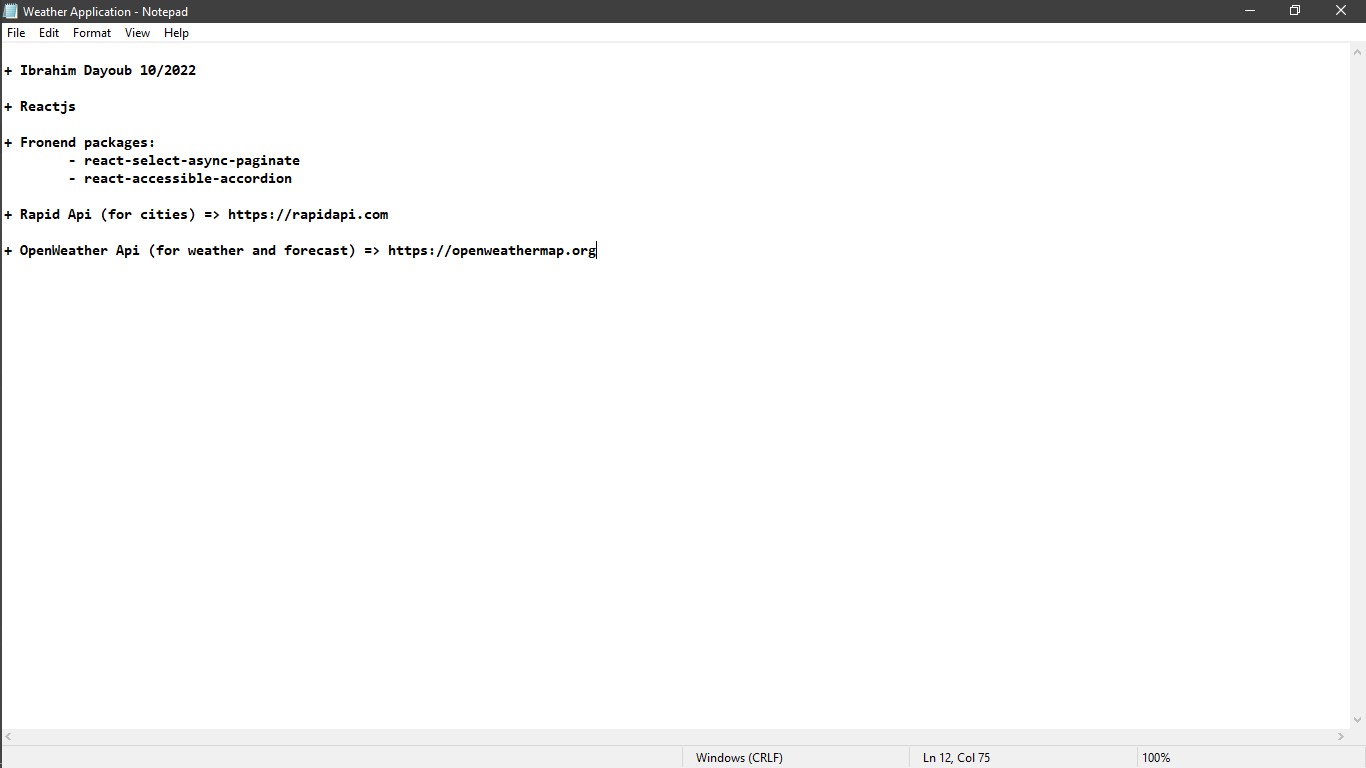 Weather Application - Notepad
File Edit Format View Help
+ Ibrahim Dayoub 10/2022
+ Reactjs
+ Fronend packages:
- react-select-async-paginate
- react-accessible-accordion
+ Rapid Api (for cities) => https://rapidapi.com
+ OpenWeather Api (for weather and forecast) => https://openweathermap.org
Windows (CRLF) Ln 12, Col 75 100%